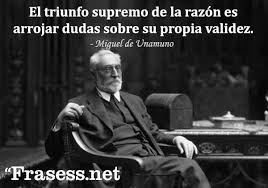 El triunfo supremo de la razón es
arrojar dudas sobre su propia validez.
- Miguel de Unamuno
“Frasess.net